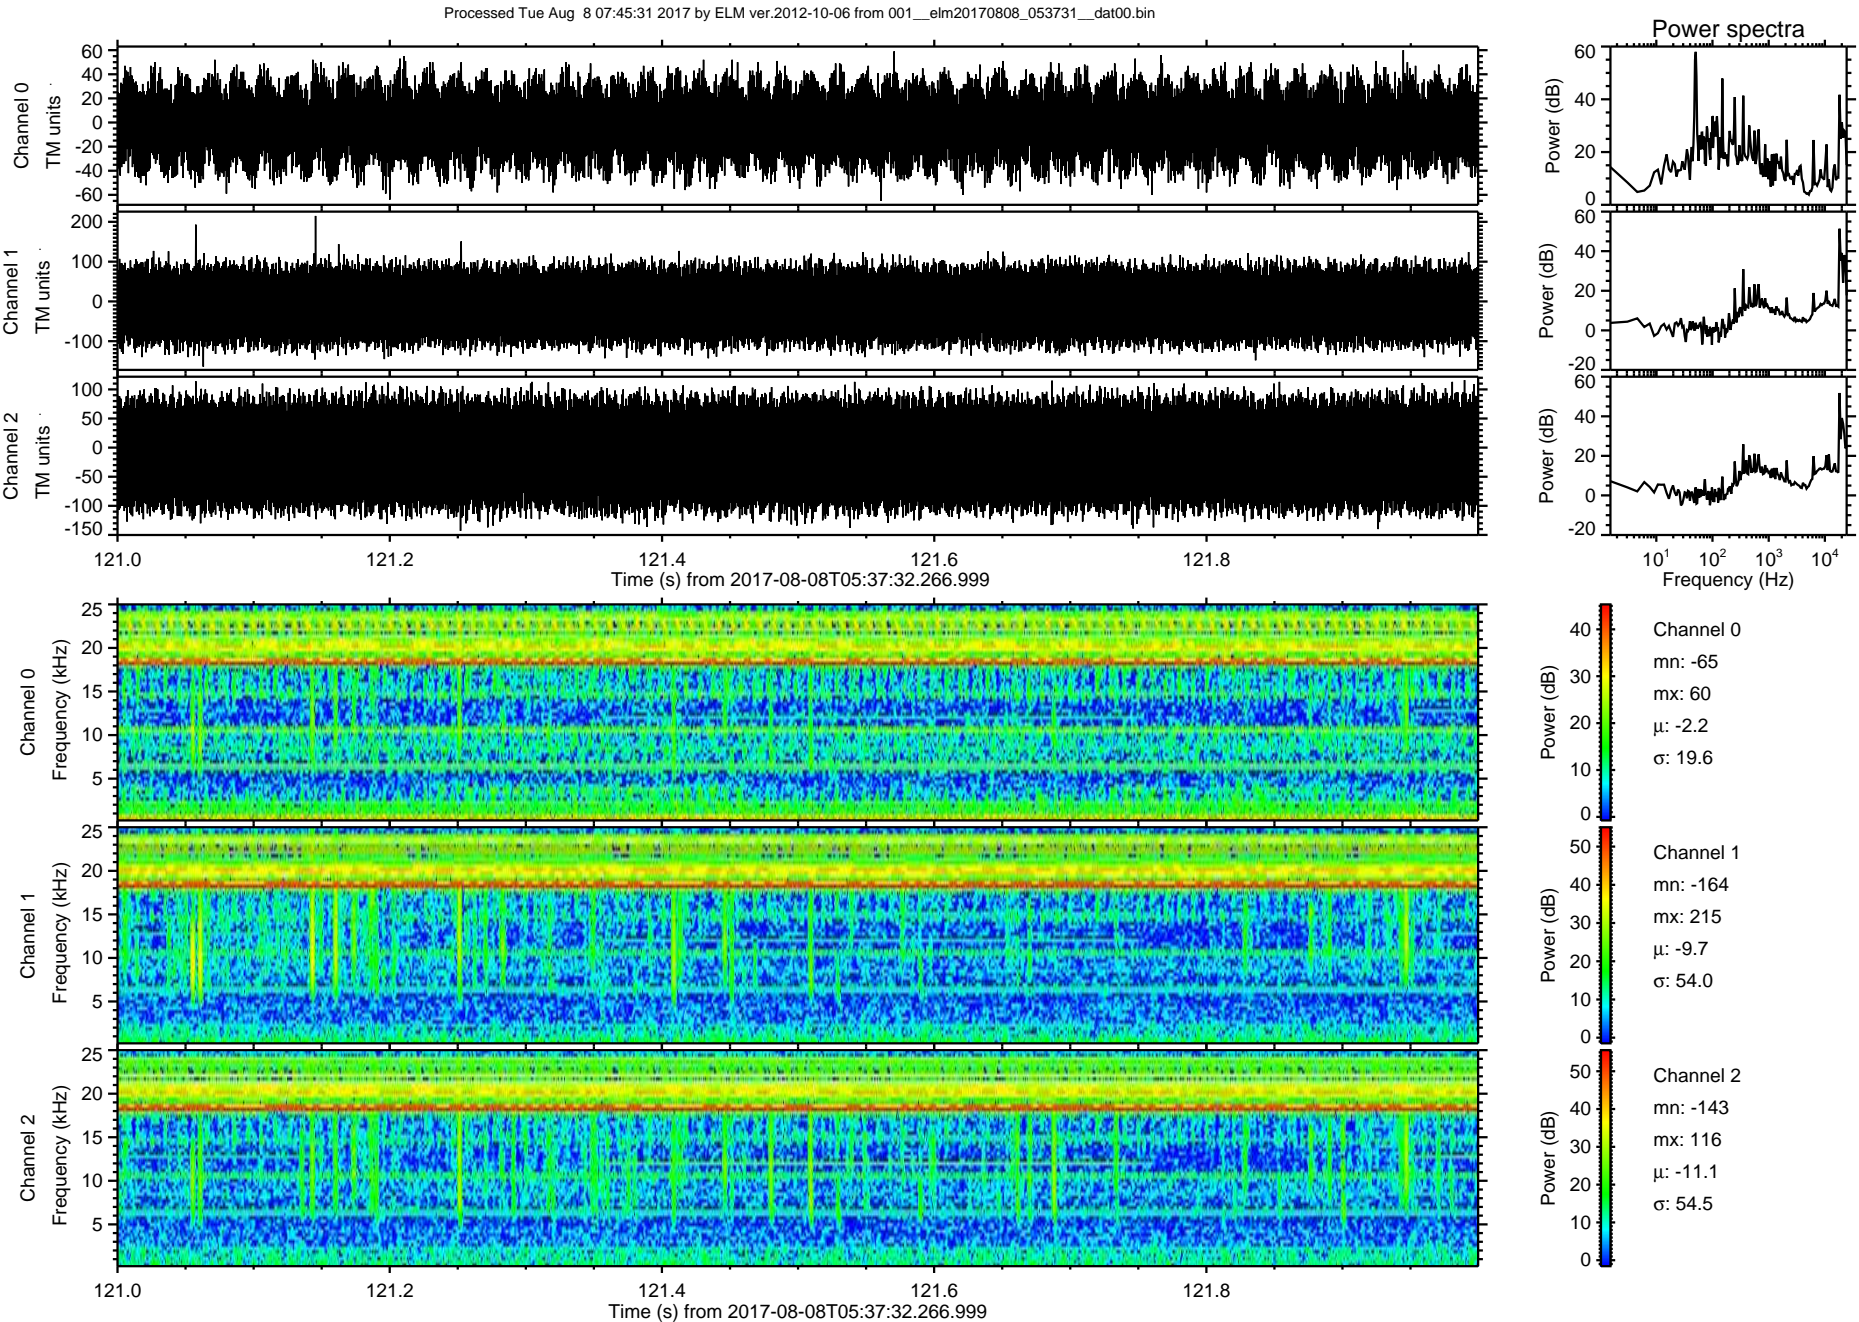 Processed Tue Aug  8 07:45:31 2017 by ELM ver.2012-10-06 from 001__elm20170808_053731__dat00.bin
Power spectra
Channel 0
TM units
60
40
20
0
-20
-40
-60
Power (dB)
60
40
20
0
Channel 1
TM units
200
100
0
-100
Power (dB)
60
40
20
0
-20
Channel 2
TM units
100
50
0
-50
-100
-150
Power (dB)
60
40
20
0
-20
121.0 121.2 121.4 121.6 121.8
Time (s) from 2017-08-08T05:37:32.266.999
10^1 10^2 10^3 10^4
Frequency (Hz)
Channel 0
Frequency (kHz)
25
20
15
10
5
Power (dB)
40
30
20
10
0
Channel 0
mn: -65
mx: 60
μ: -2.2
σ: 19.6
Channel 1
Frequency (kHz)
25
20
15
10
5
Power (dB)
50
40
30
20
10
0
Channel 1
mn: -164
mx: 215
μ: -9.7
σ: 54.0
Channel 2
Frequency (kHz)
25
20
15
10
5
Power (dB)
50
40
30
20
10
0
Channel 2
mn: -143
mx: 116
μ: -11.1
σ: 54.5
121.0 121.2 121.4 121.6 121.8
Time (s) from 2017-08-08T05:37:32.266.999